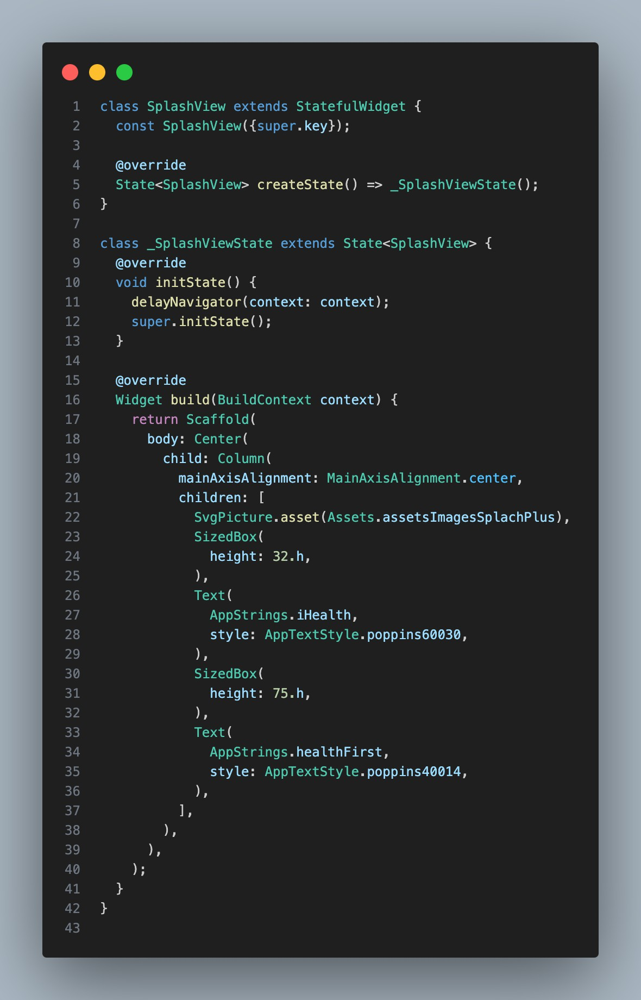 1 class SplashView extends StatefulWidget {
2   const SplashView({super.key});
3
4   @override
5   State<SplashView> createState() => _SplashViewState();
6 }
7
8 class _SplashViewState extends State<SplashView> {
9   @override
10   void initState() {
11     delayNavigator(context: context);
12     super.initState();
13   }
14
15   @override
16   Widget build(BuildContext context) {
17     return Scaffold(
18       body: Center(
19         child: Column(
20           mainAxisAlignment: MainAxisAlignment.center,
21           children: [
22             SvgPicture.asset(Assets.assetsImagesSplachPlus),
23             SizedBox(
24               height: 32.h,
25             ),
26             Text(
27               AppStrings.iHealth,
28               style: AppTextStyle.poppins60030,
29             ),
30             SizedBox(
31               height: 75.h,
32             ),
33             Text(
34               AppStrings.healthFirst,
35               style: AppTextStyle.poppins40014,
36             ),
37           ],
38         ),
39       ),
40     );
41   }
42 }
43